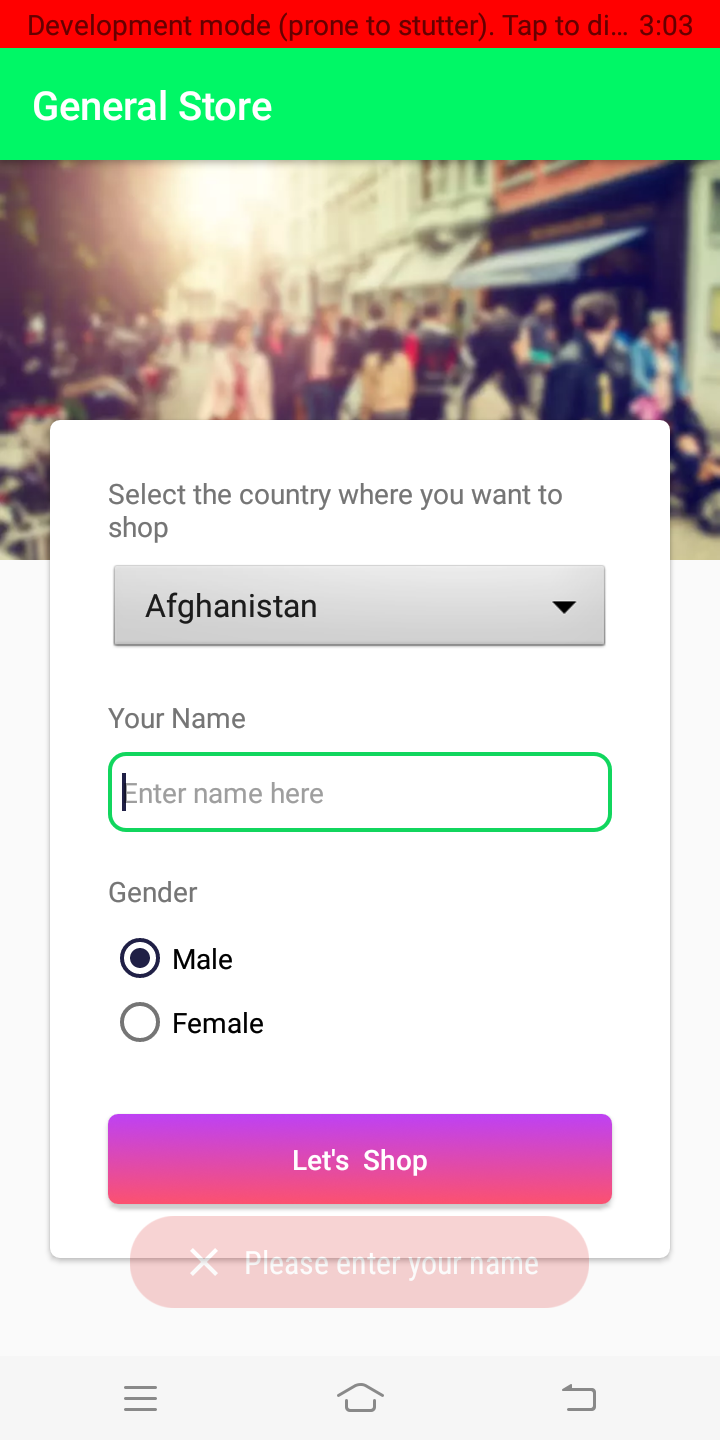 Development mode (prone to stutter). Tap to di... 3:03
General Store
Select the country where you want to
shop
Afghanistan
Your Name
Enter name here
Gender
Male
Female
Let's Shop
Please enter your name